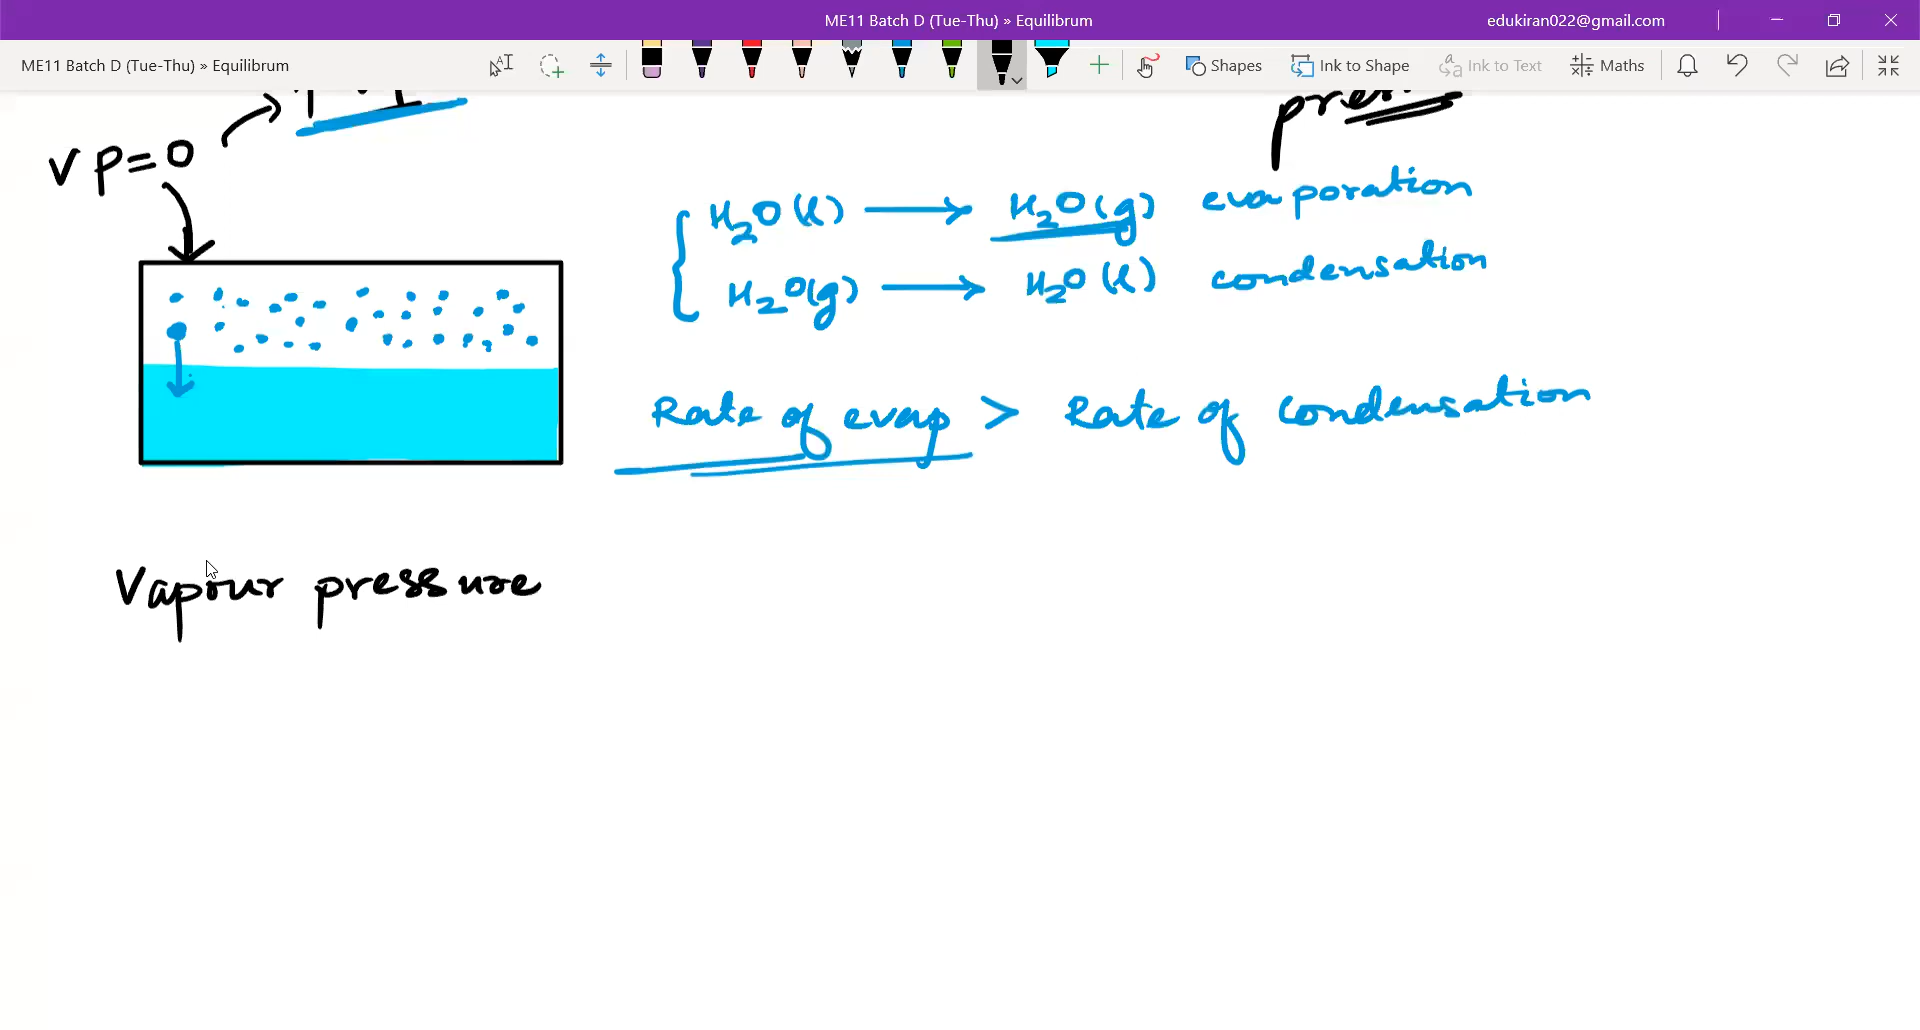 ME11 Batch D (Tue-Thu) » Equilibrum
edukiran022@gmail.com
ME11 Batch D (Tue-Thu) » Equilibrum
Shapes
Ink to Shape
Ink to Text
Maths
VP=0
H₂O(l) → H₂O(g) evaporation
H₂O(g) → H₂O(l) condensation
Rate of evap > Rate of condensation
Vapour pressure